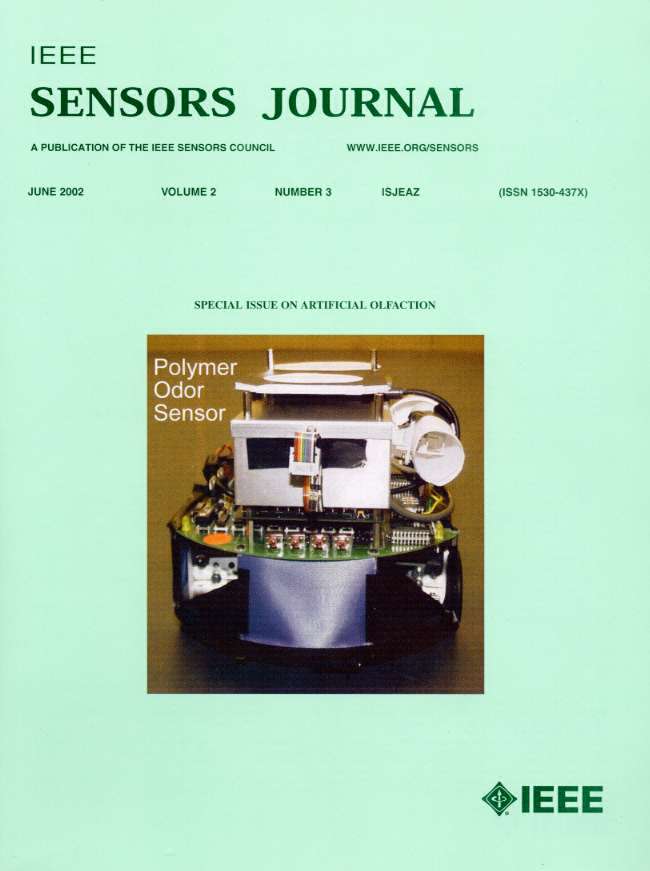 IEEE
SENSORS JOURNAL
A PUBLICATION OF THE IEEE SENSORS COUNCIL WWW.IEEE.ORG/SENSORS
JUNE 2002 VOLUME 2 NUMBER 3 ISJEAZ (ISSN 1530-437X)
SPECIAL ISSUE ON ARTIFICIAL OLFACTION
Polymer
Odor
Sensor
IEEE